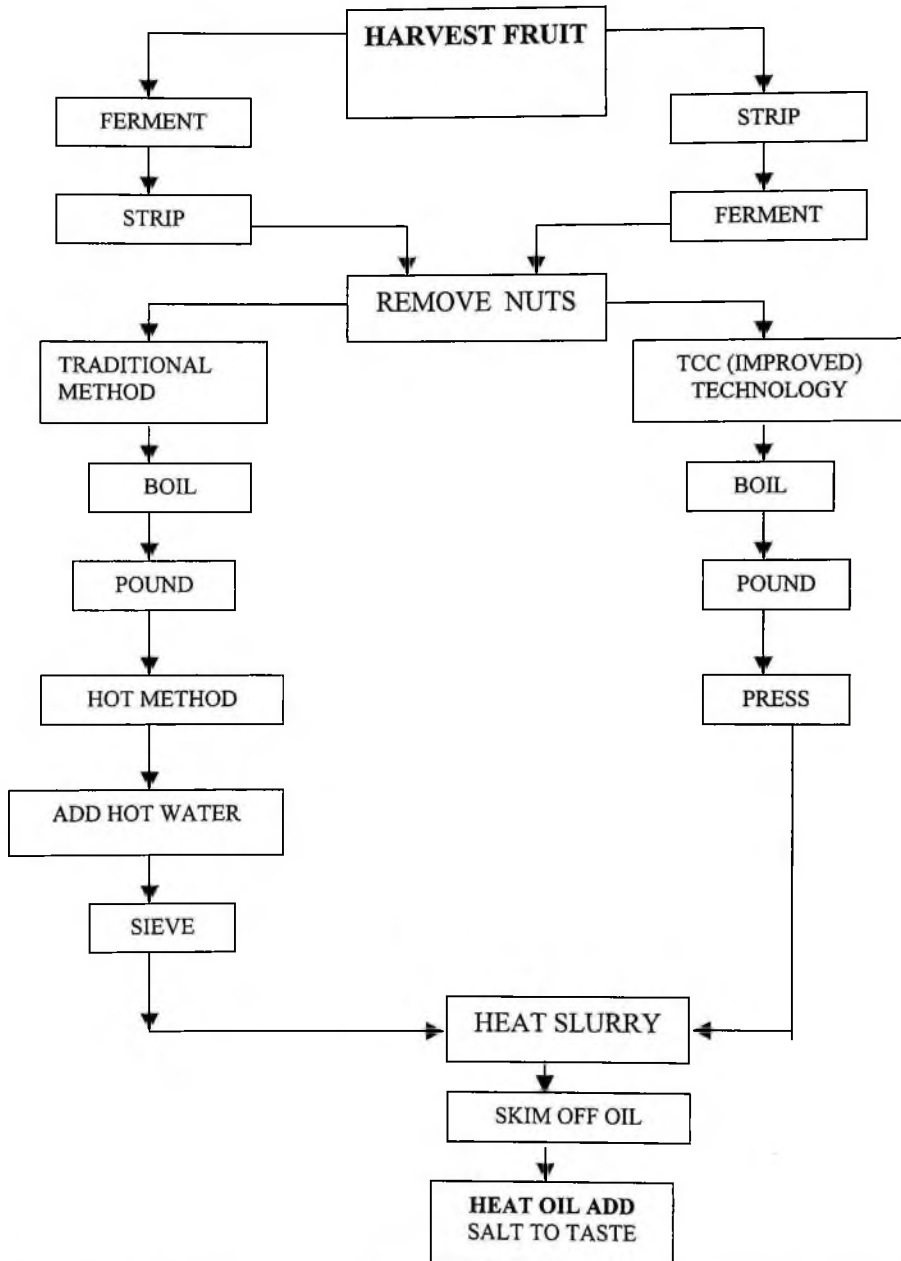 HARVEST FRUIT
FERMENT
STRIP
STRIP
FERMENT
REMOVE NUTS
TRADITIONAL
METHOD
TCC (IMPROVED)
TECHNOLOGY
BOIL
BOIL
POUND
POUND
HOT METHOD
PRESS
ADD HOT WATER
SIEVE
HEAT SLURRY
SKIM OFF OIL
HEAT OIL ADD
SALT TO TASTE